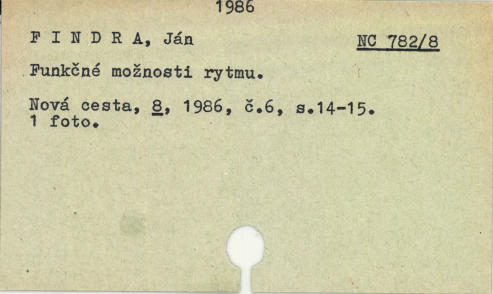 1986
F I N D R A, Ján NC 782/8
Funkčné možnosti rytmu.
Nová cesta, 8, 1986, č.6, s.14-15.
1 foto.